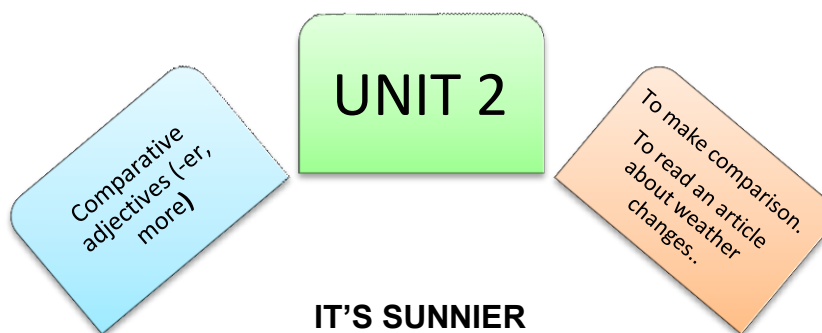 UNIT 2
Comparative
adjectives (-er,
more)
To make comparison.
To read an article
about weather
changes..
IT’S SUNNIER